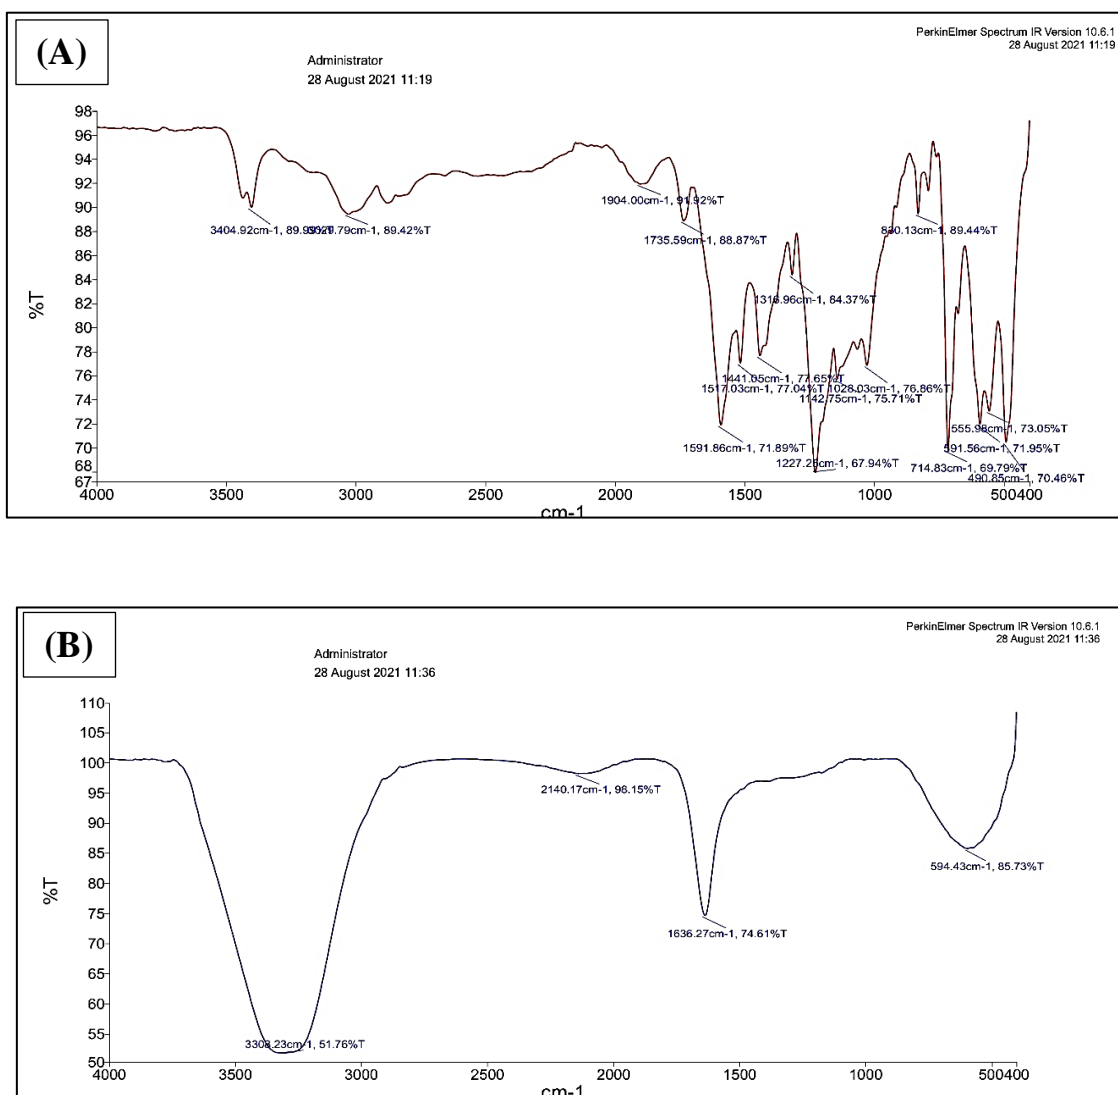 (A)
PerkinElmer Spectrum IR Version 10.6.1
28 August 2021 11:19
Administrator
28 August 2021 11:19
98
96
94
92
90
88
86
84
82
80
78
76
74
72
70
68
67
%T
3404.92cm-1, 89.99%T
79cm-1, 89.42%T
1904.00cm-1, 91.92%T
1735.59cm-1, 88.87%T
830.13cm-1, 89.44%T
1316.96cm-1, 84.37%T
1441.05cm-1, 77.65%T
1517.03cm-1, 77.04%T
1028.03cm-1, 76.86%T
1142.75cm-1, 75.71%T
555.98cm-1, 73.05%T
591.56cm-1, 71.95%T
1591.86cm-1, 71.89%T
1227.25cm-1, 67.94%T
714.83cm-1, 69.79%T
490.85cm-1, 70.46%T
4000 3500 3000 2500 2000 1500 1000 500400
cm-1
(B)
PerkinElmer Spectrum IR Version 10.6.1
28 August 2021 11:36
Administrator
28 August 2021 11:36
110
105
100
95
90
85
80
75
70
65
60
55
50
%T
2140.17cm-1, 98.15%T
594.43cm-1, 85.73%T
1636.27cm-1, 74.61%T
3308.23cm-1, 51.76%T
4000 3500 3000 2500 2000 1500 1000 500400
cm-1